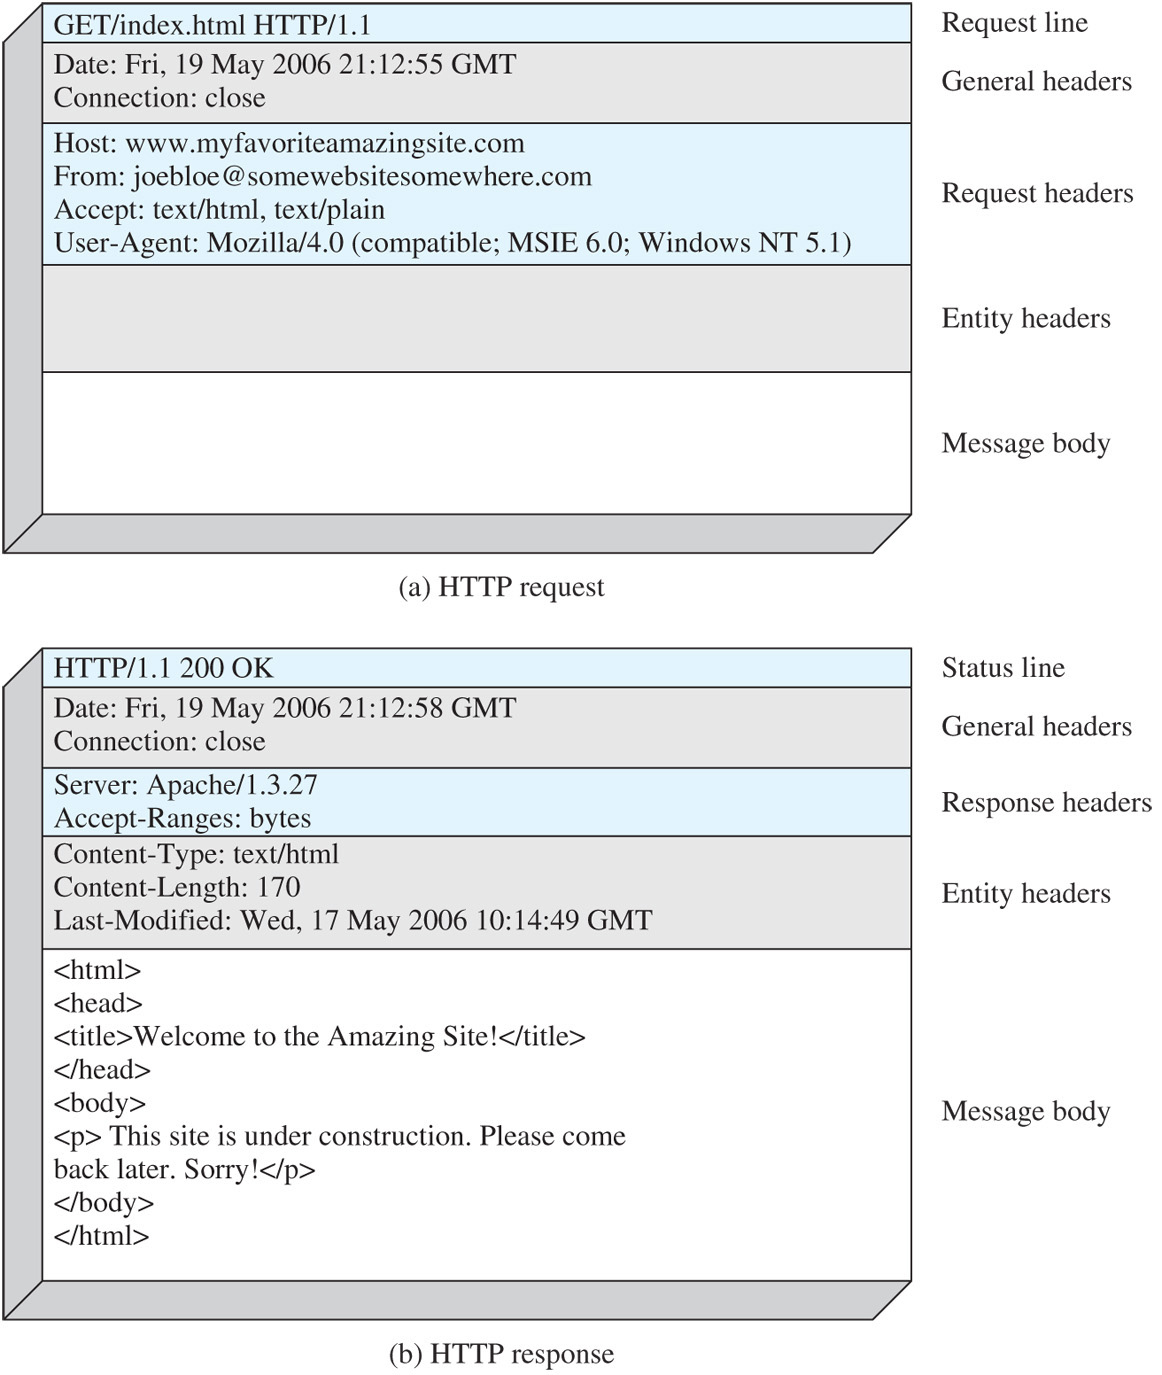 GET/index.html HTTP/1.1
Request line
Date: Fri, 19 May 2006 21:12:55 GMT
Connection: close
General headers
Host: www.myfavoriteamazingsite.com
From: joebloe@somewebsitesomewhere.com
Accept: text/html, text/plain
User-Agent: Mozilla/4.0 (compatible; MSIE 6.0; Windows NT 5.1)
Request headers
Entity headers
Message body
(a) HTTP request
HTTP/1.1 200 OK
Status line
Date: Fri, 19 May 2006 21:12:58 GMT
Connection: close
General headers
Server: Apache/1.3.27
Accept-Ranges: bytes
Response headers
Content-Type: text/html
Content-Length: 170
Last-Modified: Wed, 17 May 2006 10:14:49 GMT
Entity headers
<html>
<head>
<title>Welcome to the Amazing Site!</title>
</head>
<body>
<p> This site is under construction. Please come
back later. Sorry!</p>
</body>
</html>
Message body
(b) HTTP response